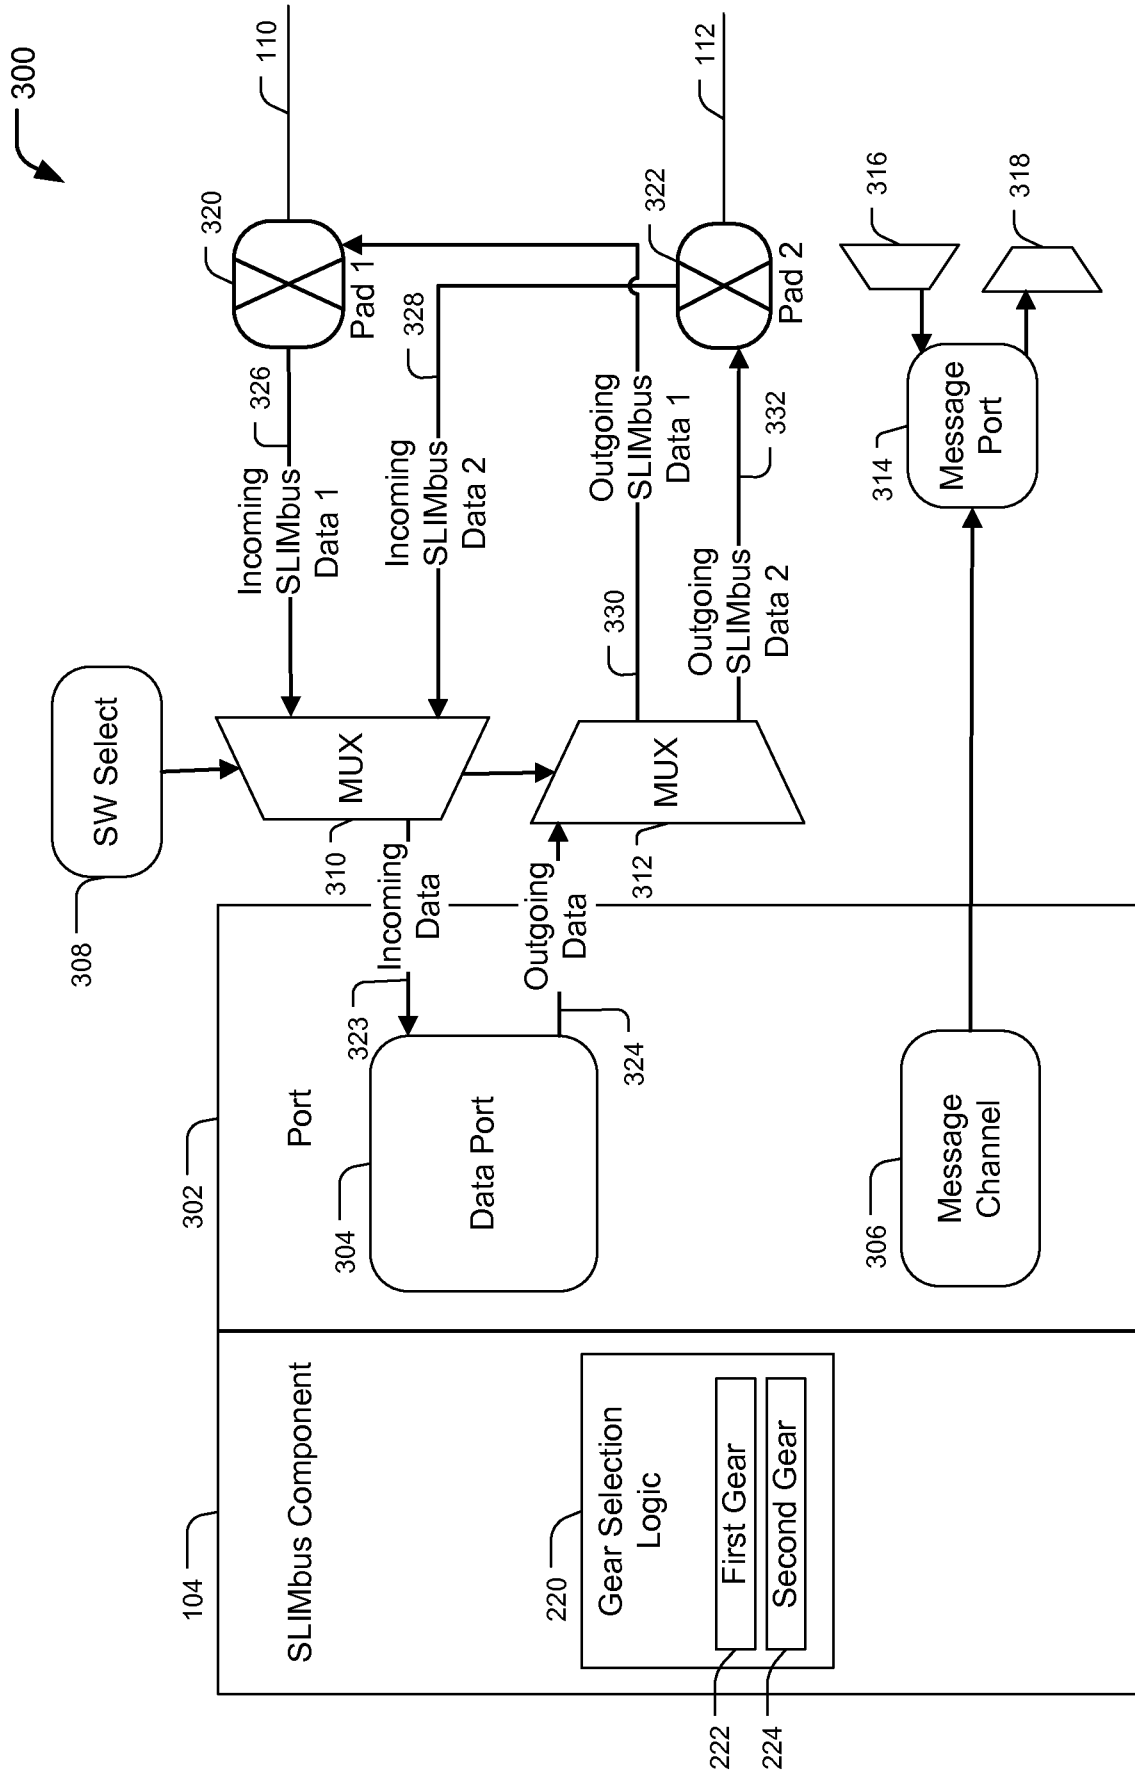 300
104
SLIMbus Component
220
Gear Selection
Logic
First Gear
Second Gear
222
224
302
Port
304
Data Port
306
Message
Channel
308
SW Select
323
Incoming
Data
324
Outgoing
Data
310
MUX
312
MUX
Incoming
SLIMbus
Data 1
326
Incoming
SLIMbus
Data 2
328
Outgoing
SLIMbus
Data 1
330
Outgoing
SLIMbus
Data 2
332
320
Pad 1
110
322
Pad 2
112
314
Message
Port
316
318